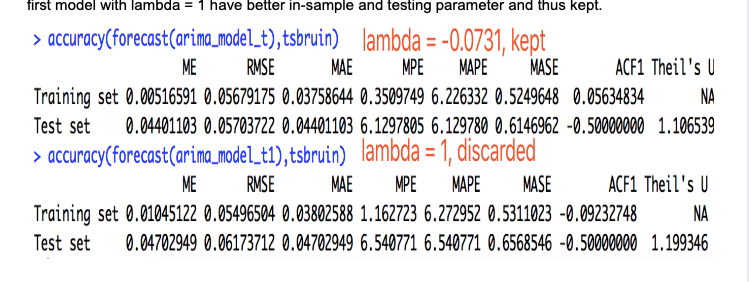 first model with lambda = 1 have better in-sample and testing parameter and thus kept.
> accuracy(forecast(arima_model_t),tsbruin) lambda = -0.0731, kept
ME RMSE MAE MPE MAPE MASE ACF1 Theil's U
Training set 0.00516591 0.05679175 0.03758644 0.3509749 6.226332 0.5249648 0.05634834 NA
Test set 0.04401103 0.05703722 0.04401103 6.1297805 6.129780 0.6146962 -0.50000000 1.106539
> accuracy(forecast(arima_model_t1),tsbruin) lambda = 1, discarded
ME RMSE MAE MPE MAPE MASE ACF1 Theil's U
Training set 0.01045122 0.05496504 0.03802588 1.162723 6.272952 0.5311023 -0.09232748 NA
Test set 0.04702949 0.06173712 0.04702949 6.540771 6.540771 0.6568546 -0.50000000 1.199346